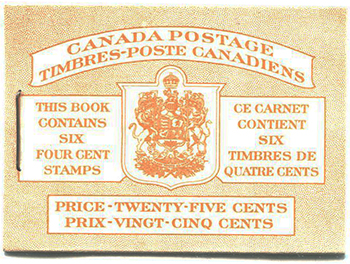 CANADA POSTAGE
TIMBRES-POSTE CANADIENS
THIS BOOK
CONTAINS
SIX
FOUR CENT
STAMPS
CE CARNET
CONTIENT
SIX
TIMBRES DE
QUATRE CENTS
PRICE-TWENTY-FIVE CENTS
PRIX-VINGT-CINQ CENTS